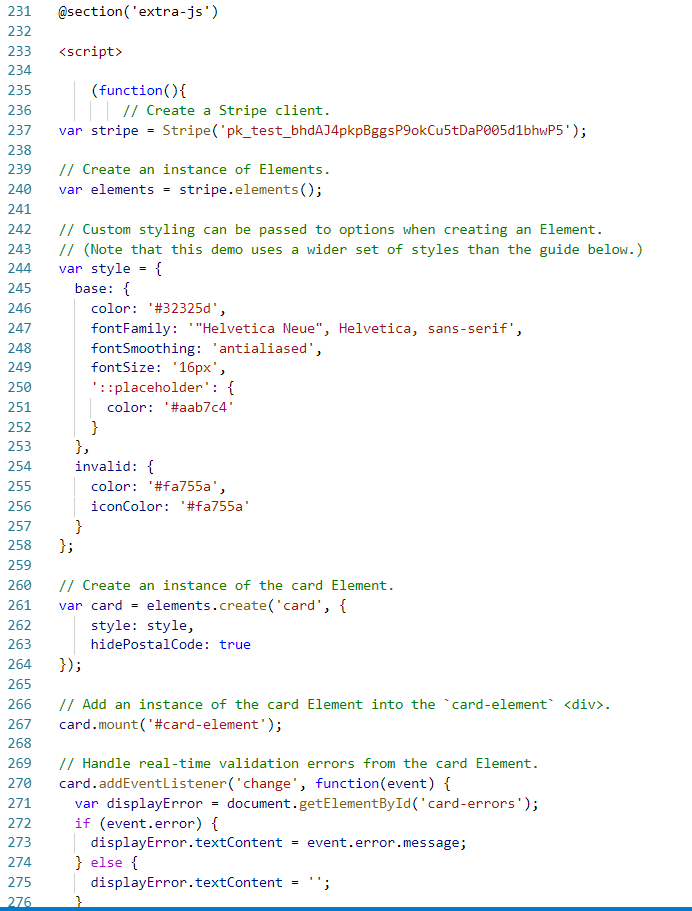 231 @section('extra-js')
232
233 <script>
234
235 (function(){
236 // Create a Stripe client.
237 var stripe = Stripe('pk_test_bhdAJ4pkpBggsP9okCu5tDaP005d1bhwP5');
238
239 // Create an instance of Elements.
240 var elements = stripe.elements();
241
242 // Custom styling can be passed to options when creating an Element.
243 // (Note that this demo uses a wider set of styles than the guide below.)
244 var style = {
245 base: {
246 color: '#32325d',
247 fontFamily: '"Helvetica Neue", Helvetica, sans-serif',
248 fontSmoothing: 'antialiased',
249 fontSize: '16px',
250 '::placeholder': {
251 color: '#aab7c4'
252 }
253 },
254 invalid: {
255 color: '#fa755a',
256 iconColor: '#fa755a'
257 }
258 };
259
260 // Create an instance of the card Element.
261 var card = elements.create('card', {
262 style: style,
263 hidePostalCode: true
264 });
265
266 // Add an instance of the card Element into the `card-element` <div>.
267 card.mount('#card-element');
268
269 // Handle real-time validation errors from the card Element.
270 card.addEventListener('change', function(event) {
271 var displayError = document.getElementById('card-errors');
272 if (event.error) {
273 displayError.textContent = event.error.message;
274 } else {
275 displayError.textContent = '';
276 }